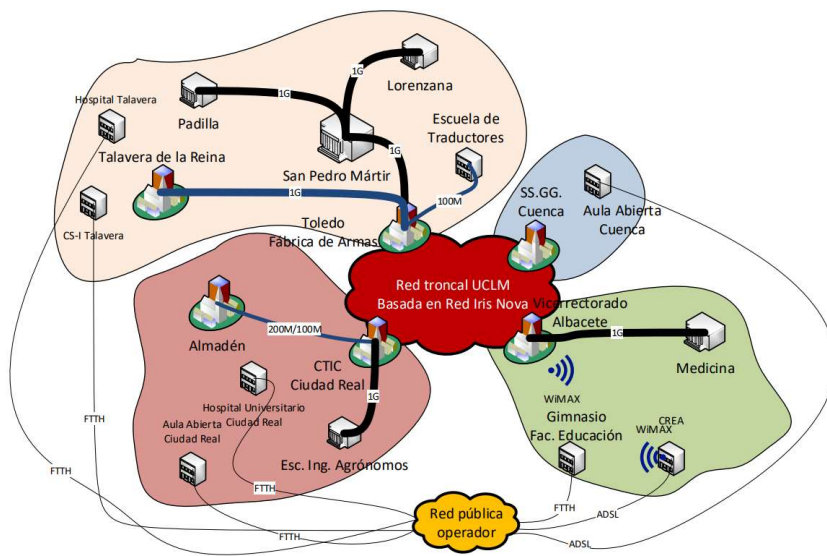 Lorenzana
1G
Hospital Talavera
Padilla
1G
Escuela de
Traductores
Talavera de la Reina
San Pedro Mártir
1G
1G
100M
CS-I Talavera
Toledo
Fábrica de Armas
SS.GG.
Cuenca
Aula Abierta
Cuenca
Red troncal UCLM
Basada en Red Iris Nova
Vicerrectorado
Albacete
200M/100M
Almadén
CTIC
Ciudad Real
1G
Medicina
Hospital Universitario
Ciudad Real
1G
WiMAX
Gimnasio
Fac. Educación
CREA
WiMAX
Aula Abierta
Ciudad Real
Esc. Ing. Agrónomos
FTTH
FTTH
FTTH
FTTH
Red pública
operador
FTTH
ADSL
ADSL